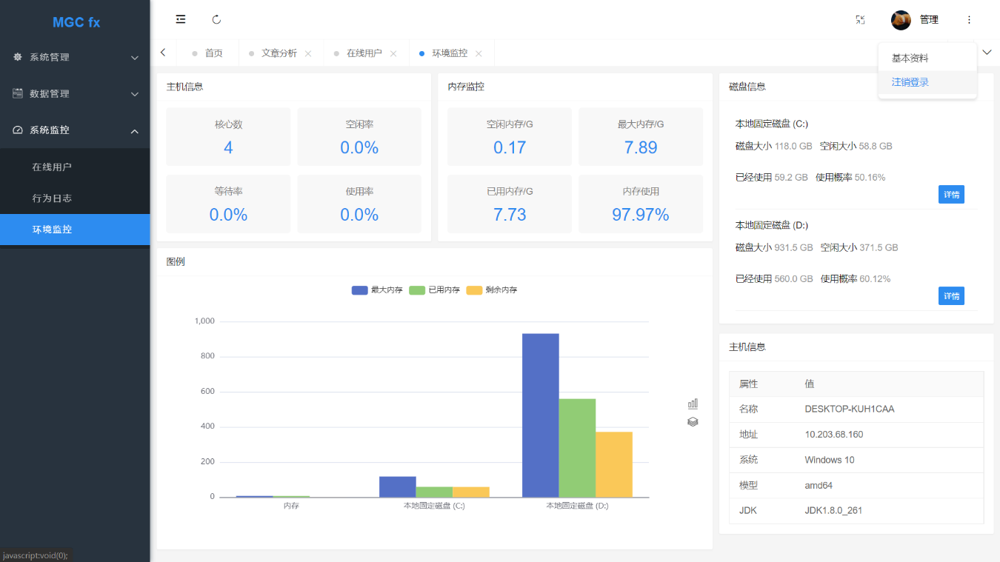 MGC fx
系统管理
数据管理
系统监控
在线用户
行为日志
环境监控
管理
首页
文章分析
在线用户
环境监控
基本资料
注销登录
主机信息
核心数
4
空闲率
0.0%
等待率
0.0%
使用率
0.0%
内存监控
空闲内存/G
0.17
最大内存/G
7.89
已用内存/G
7.73
内存使用
97.97%
磁盘信息
本地固定磁盘 (C:)
磁盘大小 118.0 GB 空闲大小 58.8 GB
已经使用 59.2 GB 使用概率 50.16%
详情
本地固定磁盘 (D:)
磁盘大小 931.5 GB 空闲大小 371.5 GB
已经使用 560.0 GB 使用概率 60.12%
详情
图例
最大内存 已用内存 剩余内存
1,000
800
600
400
200
0
内存
本地固定磁盘 (C:)
本地固定磁盘 (D:)
主机信息
属性 值
名称 DESKTOP-KUH1CAA
地址 10.203.68.160
系统 Windows 10
模型 amd64
JDK JDK1.8.0_261
javascript:void(0);